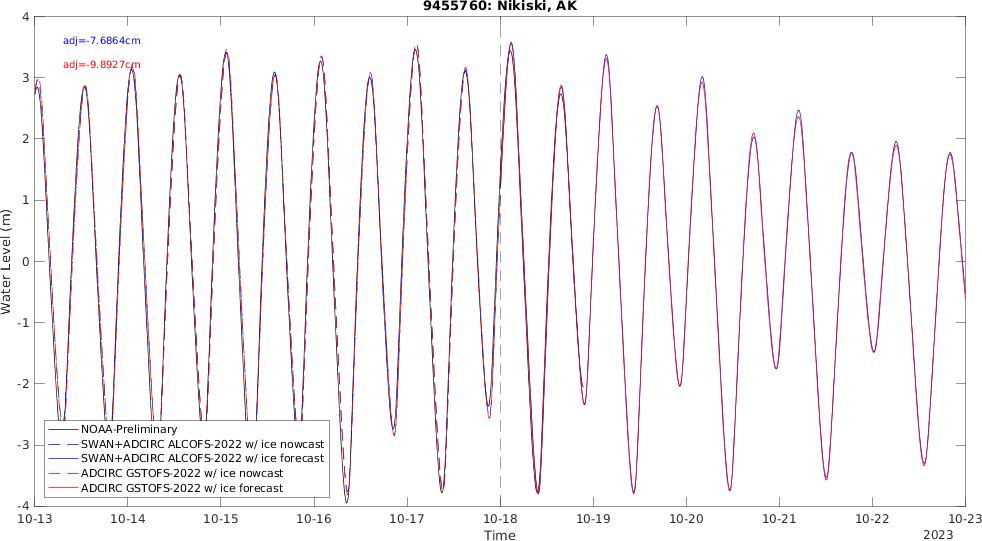 9455760: Nikiski, AK
adj=-7.6864cm
adj=-9.8927cm
Water Level (m)
4
3
2
1
0
-1
-2
-3
-4
NOAA-Preliminary
SWAN+ADCIRC ALCOFS-2022 w/ ice nowcast
SWAN+ADCIRC ALCOFS-2022 w/ ice forecast
ADCIRC GSTOFS-2022 w/ ice nowcast
ADCIRC GSTOFS-2022 w/ ice forecast
10-13 10-14 10-15 10-16 10-17 10-18 10-19 10-20 10-21 10-22 10-23
Time
2023